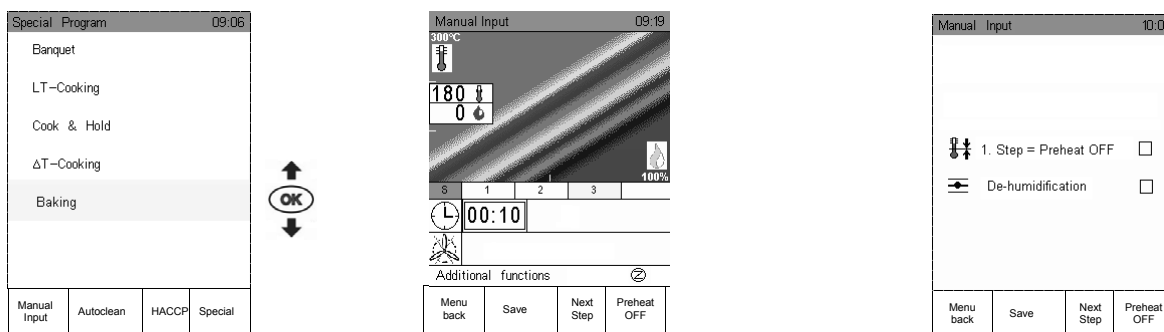 Special Program 09:06
Banquet
LT-Cooking
Cook & Hold
ΔT-Cooking
Baking
Manual Input
Autoclean
HACCP
Special
OK
Manual Input 09:19
300°C
180
0
100%
S 1 2 3
00:10
Additional functions
Menu back
Save
Next Step
Preheat OFF
Manual Input 10:0
1. Step = Preheat OFF
De-humidification
Menu back
Save
Next Step
Preheat OFF